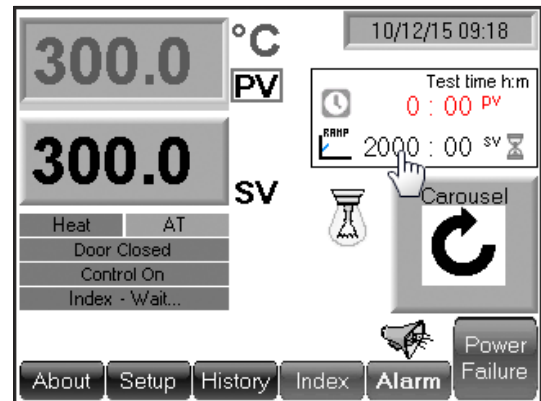 300.0
°C
PV
10/12/15 09:18
Test time h:m
0 : 00 PV
RAMP
2000 : 00 SV
300.0
SV
Carousel
Heat AT
Door Closed
Control On
Index - Wait...
About Setup History Index Alarm Power Failure